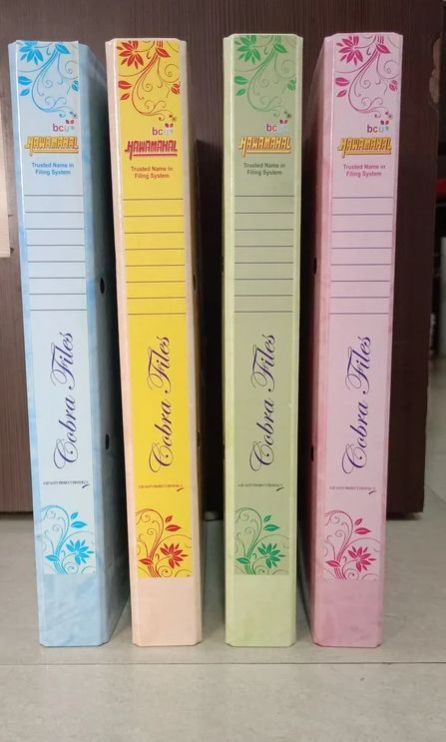 bcu
HAWAMAHAL
Trusted Name in
Filing System
Cobra Files
bcu
HAWAMAHAL
Trusted Name in
Filing System
Cobra Files
bcu
HAWAMAHAL
Trusted Name in
Filing System
Cobra Files
bcu
HAWAMAHAL
Trusted Name in
Filing System
Cobra Files